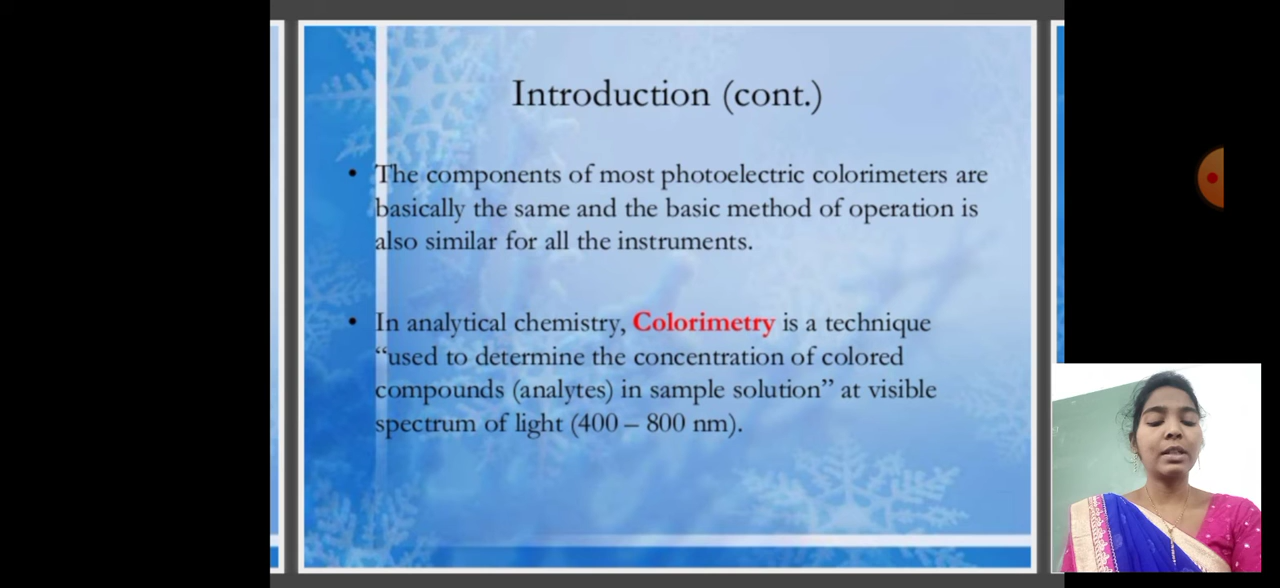 Introduction (cont.)
• The components of most photoelectric colorimeters are
basically the same and the basic method of operation is
also similar for all the instruments.
• In analytical chemistry, Colorimetry is a technique
“used to determine the concentration of colored
compounds (analytes) in sample solution” at visible
spectrum of light (400 – 800 nm).